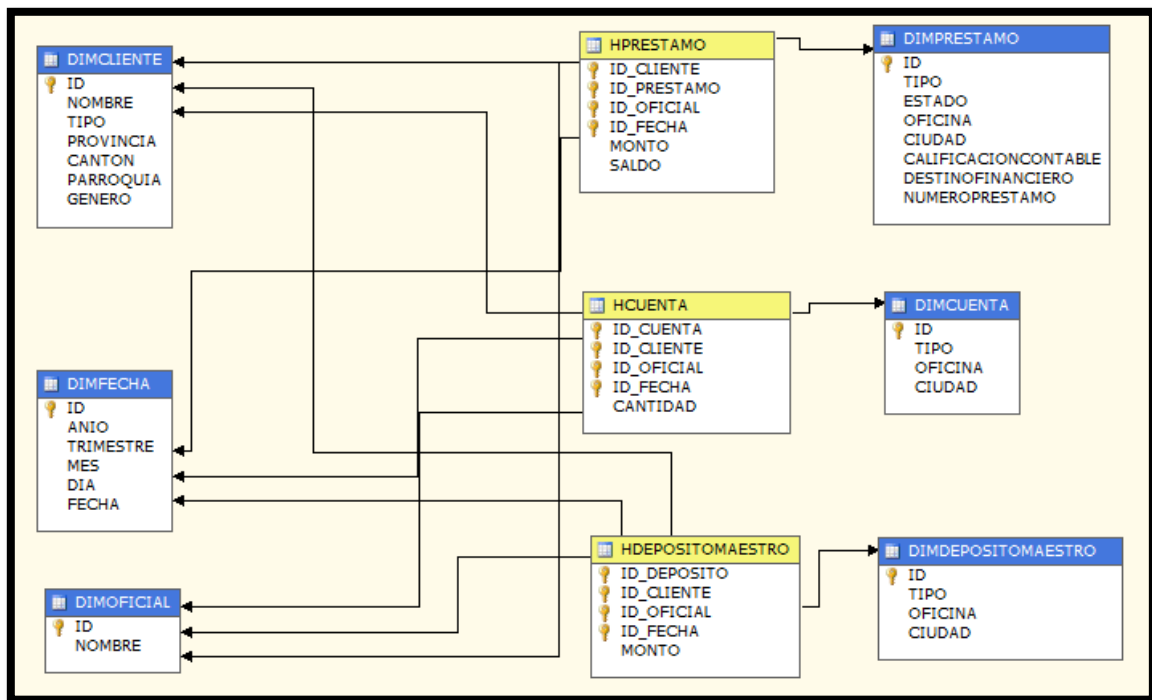 DIMCLIENTE
ID
NOMBRE
TIPO
PROVINCIA
CANTON
PARROQUIA
GENERO
HPRESTAMO
ID_CLIENTE
ID_PRESTAMO
ID_OFICIAL
ID_FECHA
MONTO
SALDO
DIMPRESTAMO
ID
TIPO
ESTADO
OFICINA
CIUDAD
CALIFICACIONCONTABLE
DESTINOFINANCIERO
NUMEROPRESTAMO
HCUENTA
ID_CUENTA
ID_CLIENTE
ID_OFICIAL
ID_FECHA
CANTIDAD
DIMCUENTA
ID
TIPO
OFICINA
CIUDAD
DIMFECHA
ID
ANIO
TRIMESTRE
MES
DIA
FECHA
HDEPOSITOMAESTRO
ID_DEPOSITO
ID_CLIENTE
ID_OFICIAL
ID_FECHA
MONTO
DIMDEPOSITOMAESTRO
ID
TIPO
OFICINA
CIUDAD
DIMOFICIAL
ID
NOMBRE